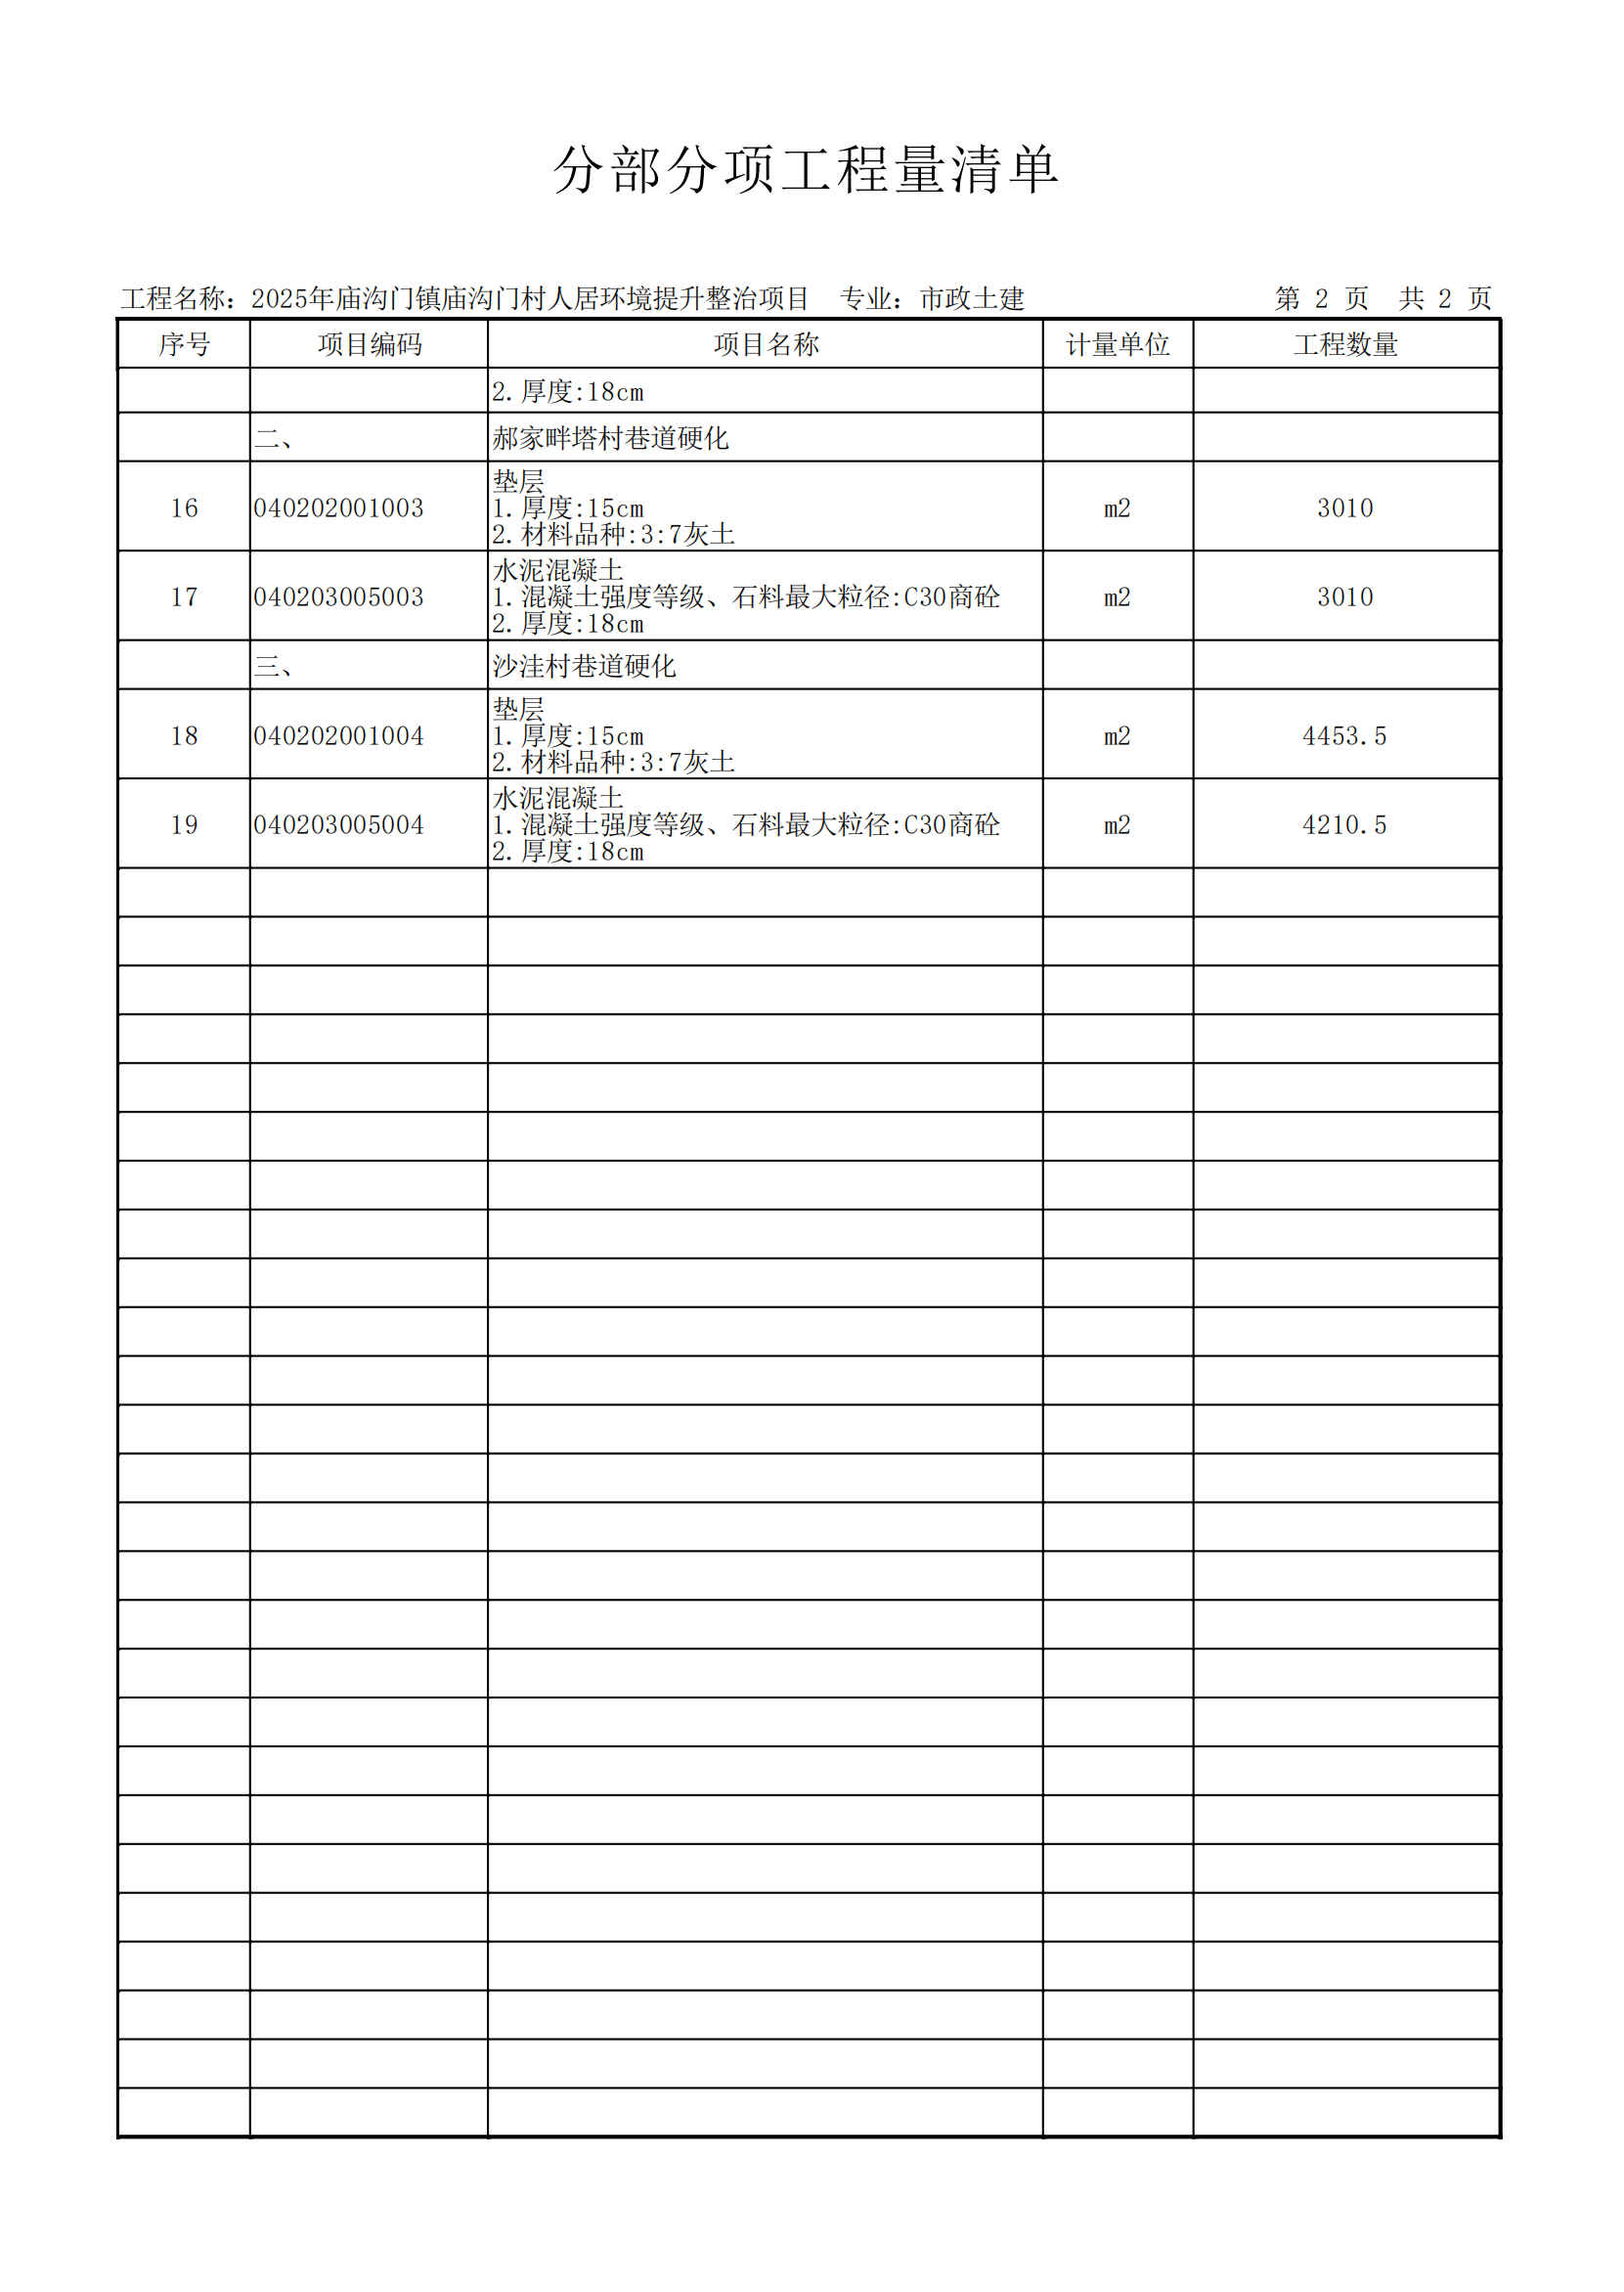 分部分项工程量清单
工程名称：2025年庙沟门镇庙沟门村人居环境提升整治项目 专业：市政土建 第 2 页 共 2 页
序号 项目编码 项目名称 计量单位 工程数量
2.厚度:18cm
二、 郝家畔塔村巷道硬化
垫层
16 040202001003 1.厚度:15cm m2 3010
2.材料品种:3:7灰土
水泥混凝土
17 040203005003 1.混凝土强度等级、石料最大粒径:C30商砼 m2 3010
2.厚度:18cm
三、 沙洼村巷道硬化
垫层
18 040202001004 1.厚度:15cm m2 4453.5
2.材料品种:3:7灰土
水泥混凝土
19 040203005004 1.混凝土强度等级、石料最大粒径:C30商砼 m2 4210.5
2.厚度:18cm